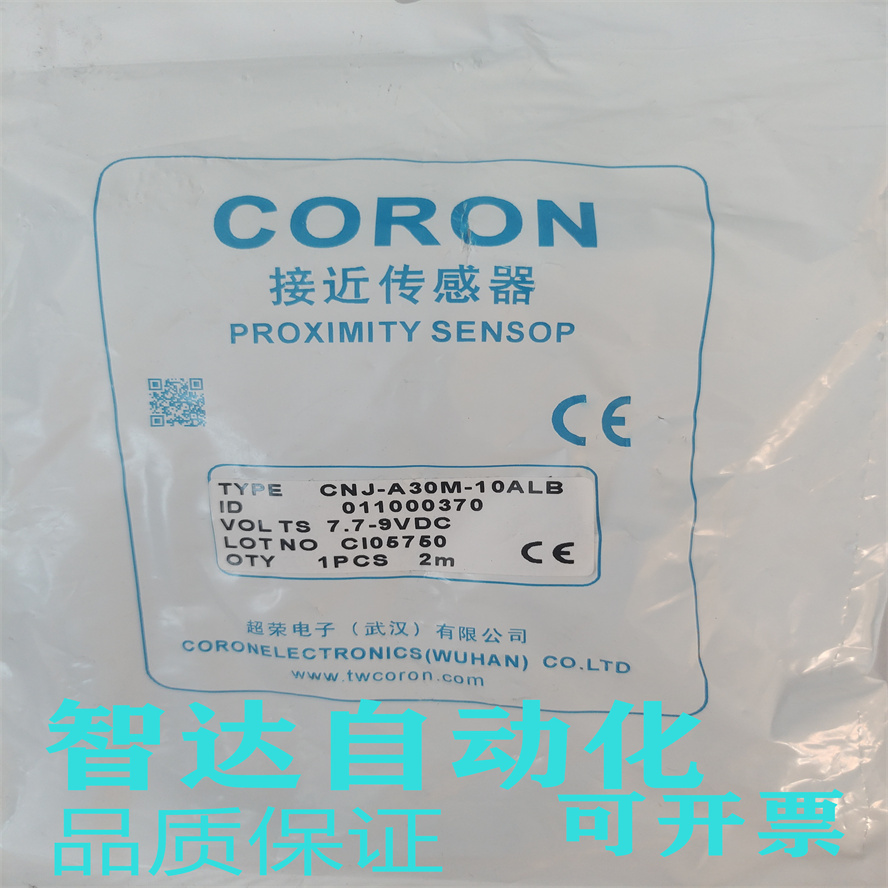 CORON
接近传感器
PROXIMITY SENSOP
CE
TYPE CNJ-A30M-10ALB
ID 011000370
VOLTS 7.7-9VDC
LOT NO CI05750
QTY 1PCS 2m CE
超荣电子（武汉）有限公司
CORONELECTRONICS(WUHAN) CO.LTD
www.twcoron.com
智达自动化
品质保证 可开票